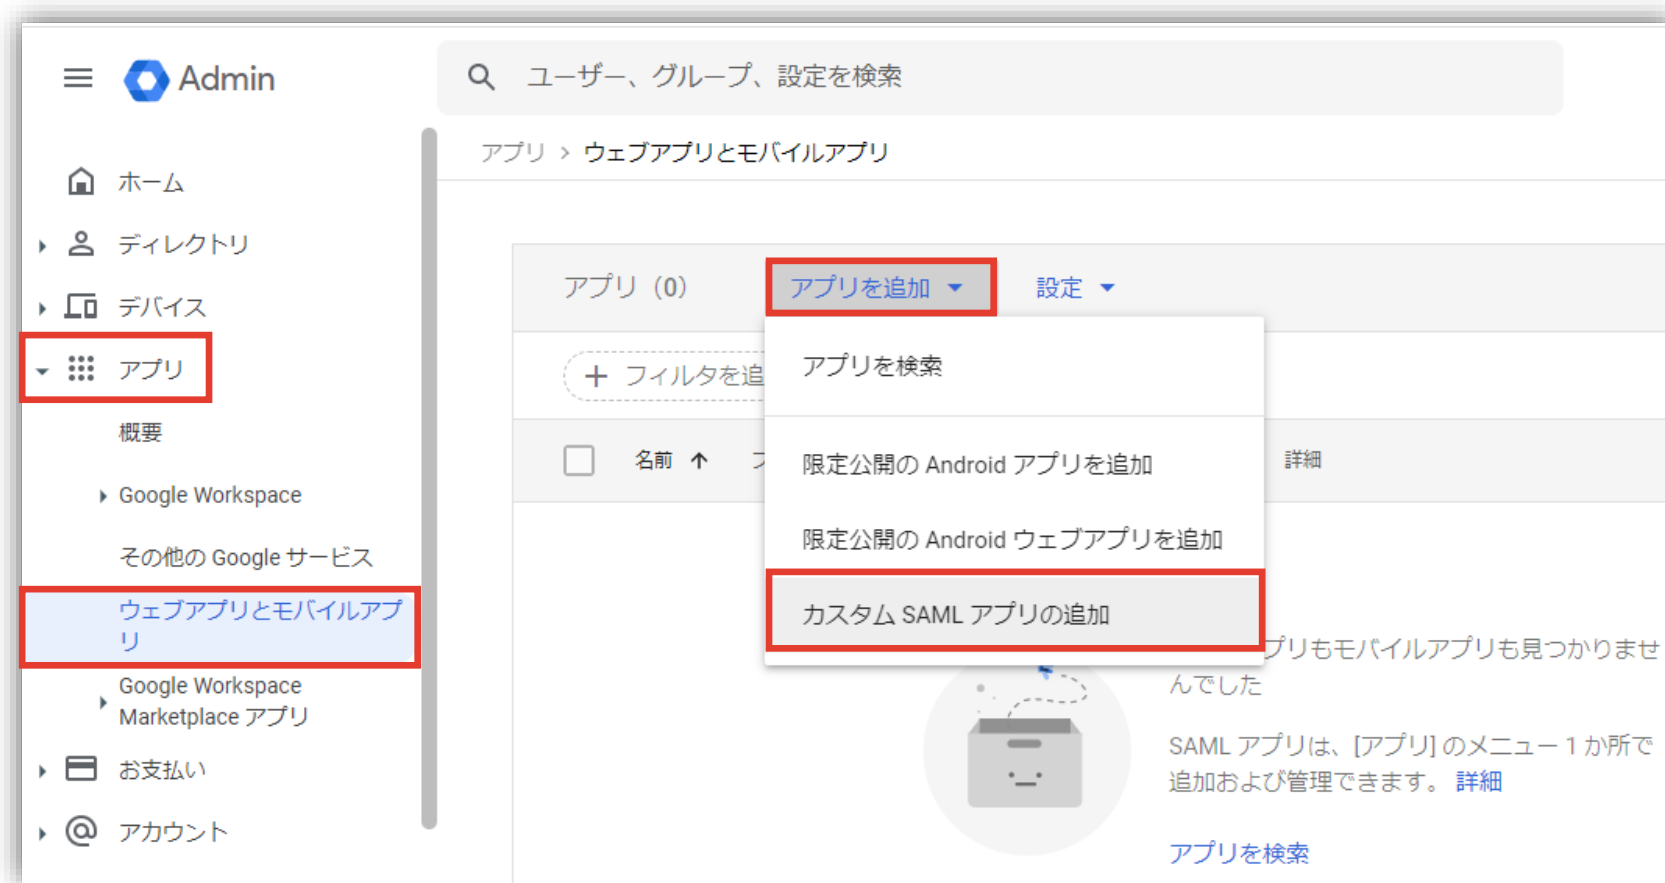 Admin
ユーザー、グループ、設定を検索
アプリ > ウェブアプリとモバイルアプリ
ホーム
ディレクトリ
デバイス
アプリ
概要
Google Workspace
その他の Google サービス
ウェブアプリとモバイルアプ
リ
Google Workspace
Marketplace アプリ
お支払い
アカウント
アプリ (0)
アプリを追加
設定
フィルタを追
アプリを検索
限定公開の Android アプリを追加
限定公開の Android ウェブアプリを追加
カスタム SAML アプリの追加
名前
詳細
プリもモバイルアプリも見つかりませ
んでした
SAML アプリは、[アプリ] のメニュー 1 か所で
追加および管理できます。 詳細
アプリを検索